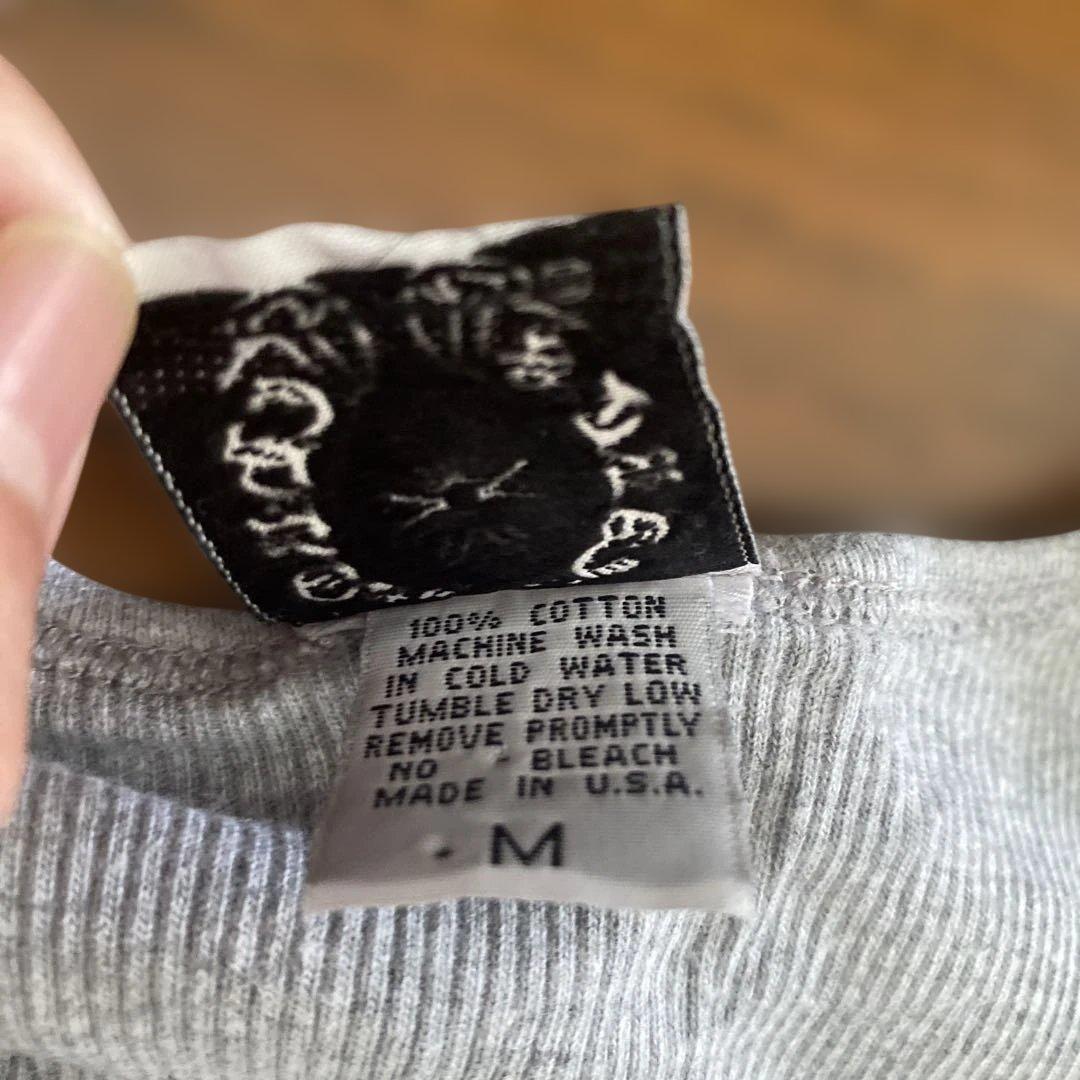 100% COTTON
MACHINE WASH
IN COLD WATER
TUMBLE DRY LOW
REMOVE PROMPTLY
NO BLEACH
MADE IN U.S.A.
M